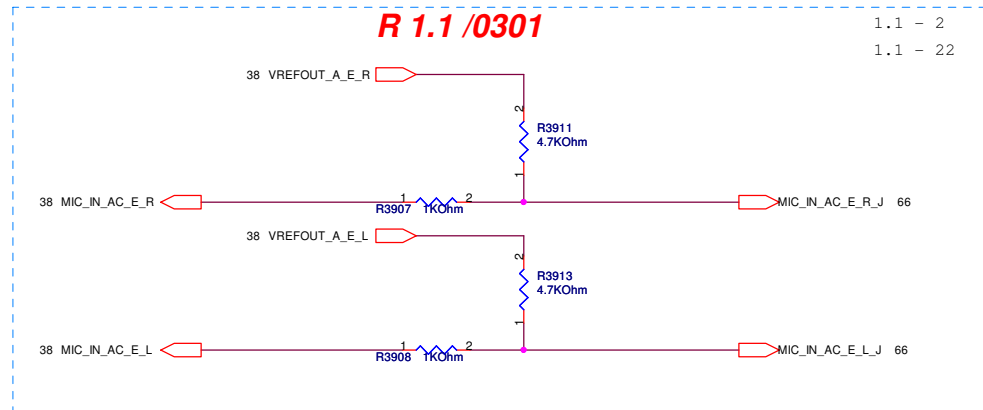 R 1.1 /0301
1.1 - 2
1.1 - 22
38 VREFOUT_A_E_R
2
R3911
4.7KOhm
1
38 MIC_IN_AC_E_R
1
2
R3907 1KOhm
MIC_IN_AC_E_R_J 66
38 VREFOUT_A_E_L
2
R3913
4.7KOhm
1
38 MIC_IN_AC_E_L
1
2
R3908 1KOhm
MIC_IN_AC_E_L_J 66